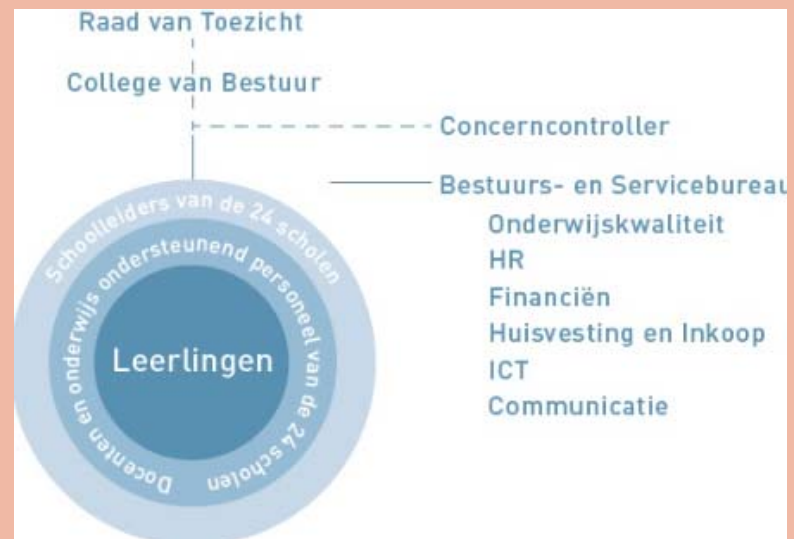 Raad van Toezicht
College van Bestuur
Concerncontroller
Bestuurs- en Servicebureau
Onderwijskwaliteit
HR
Financiën
Huisvesting en Inkoop
ICT
Communicatie
Schoolleiders van de 24 scholen
Docenten en onderwijs ondersteunend personeel van de 24 scholen
Leerlingen